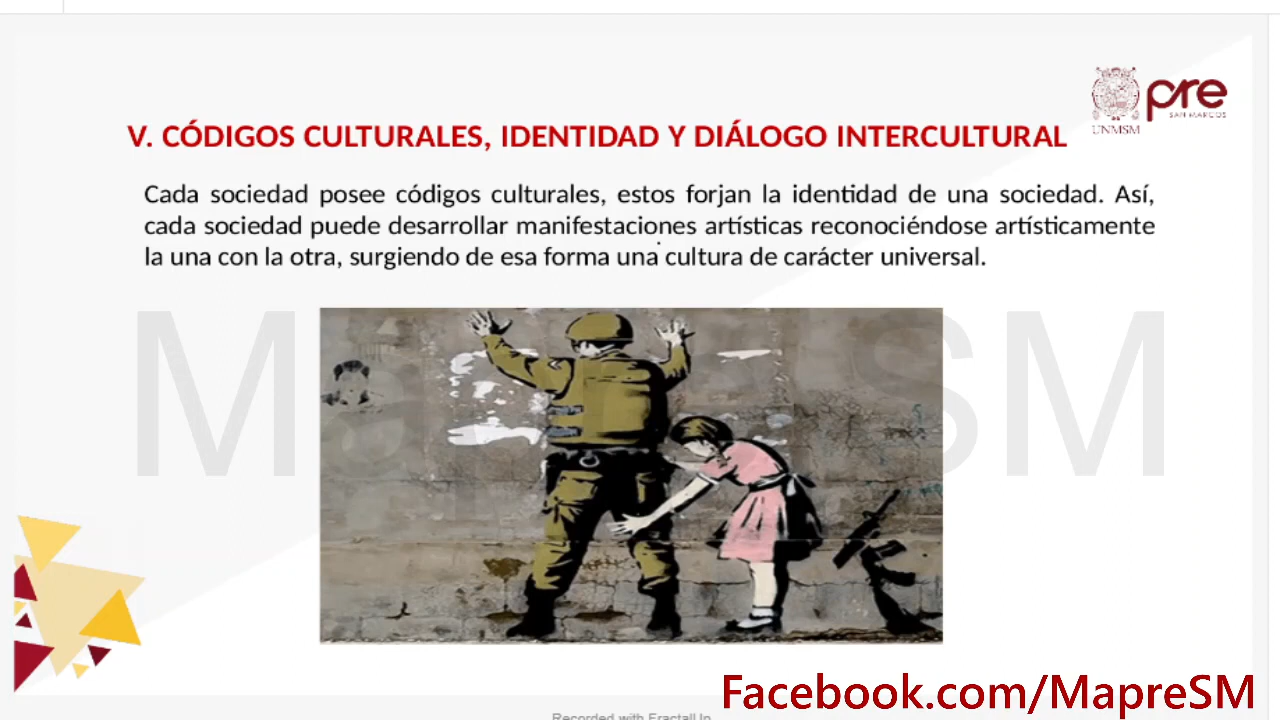 pre
SAN MARCOS
UNMSM
V. CÓDIGOS CULTURALES, IDENTIDAD Y DIÁLOGO INTERCULTURAL
Cada sociedad posee códigos culturales, estos forjan la identidad de una sociedad. Así,
cada sociedad puede desarrollar manifestaciones artísticas reconociéndose artísticamente
la una con la otra, surgiendo de esa forma una cultura de carácter universal.
Facebook.com/MapreSM
Recorded with